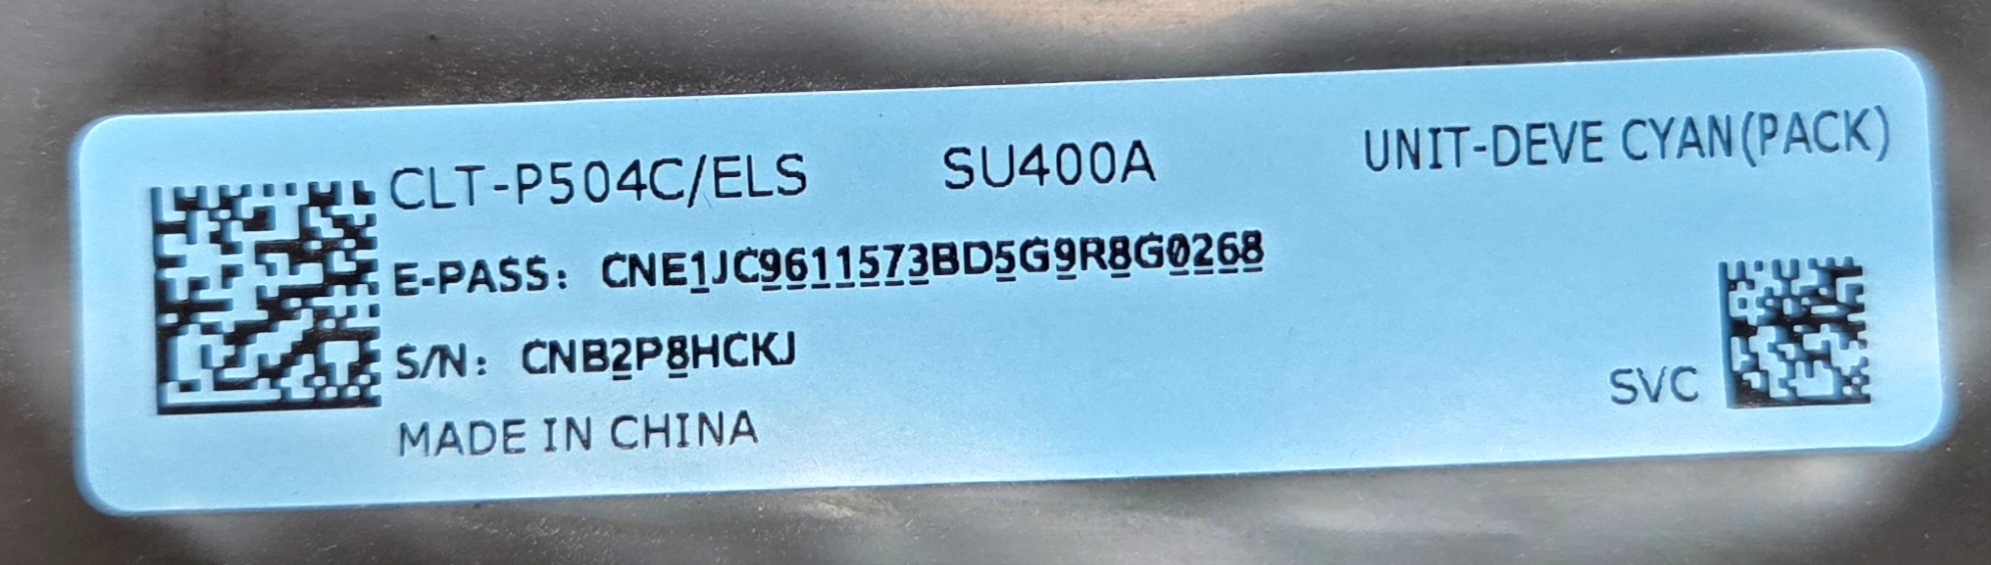 CLT-P504C/ELS SU400A UNIT-DEVE CYAN(PACK)
E-PASS: CNE1JC9611573BD5G9R8G0268
S/N: CNB2P8HCKJ
SVC
MADE IN CHINA